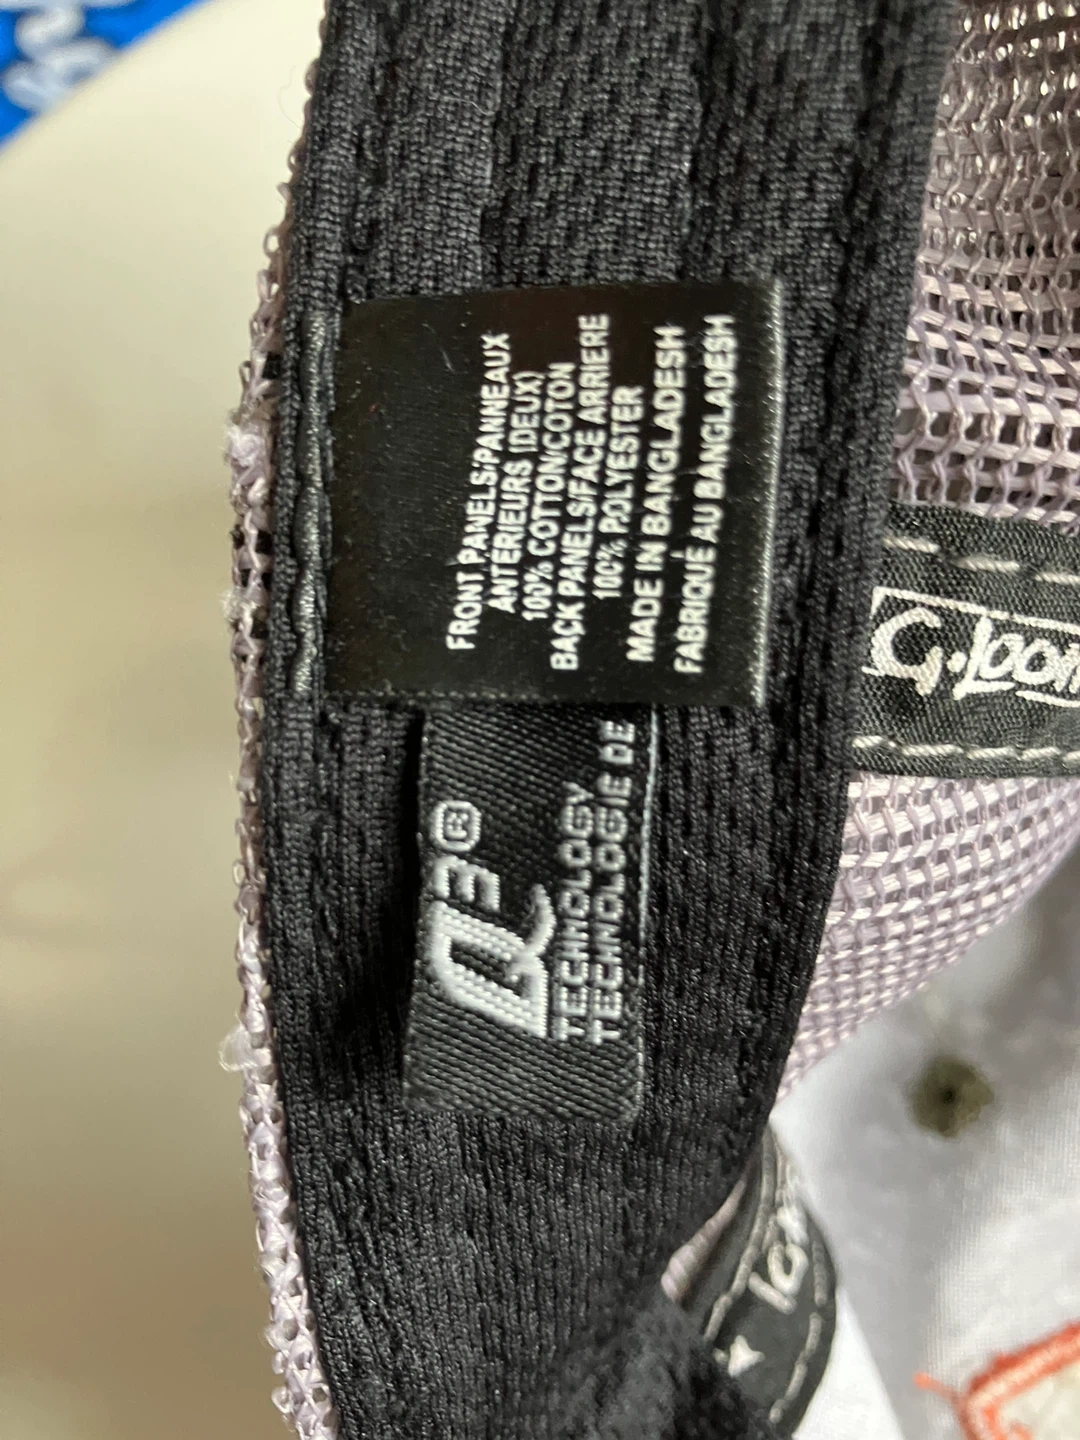 FRONT PANELS/PANNEAUX
ANTERIEURS (DEUX)
100% COTTON/COTON
BACK PANELS/FACE ARRIERE
100% POLYESTER
MADE IN BANGLADESH
FABRIQUÉ AU BANGLADESH
Q3®
TECHNOLOGY
TECHNOLOGIE DE